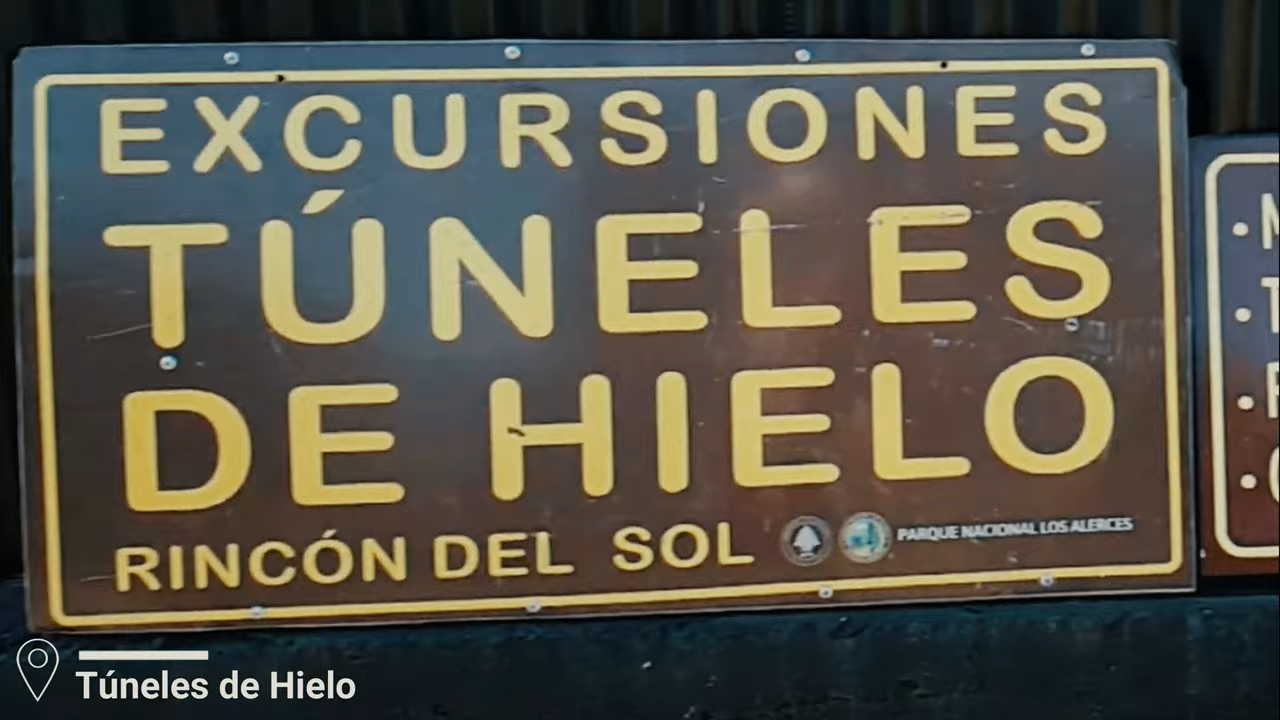 EXCURSIONES
TÚNELES
DE HIELO
RINCÓN DEL SOL
PARQUE NACIONAL LOS ALERCES
Túneles de Hielo